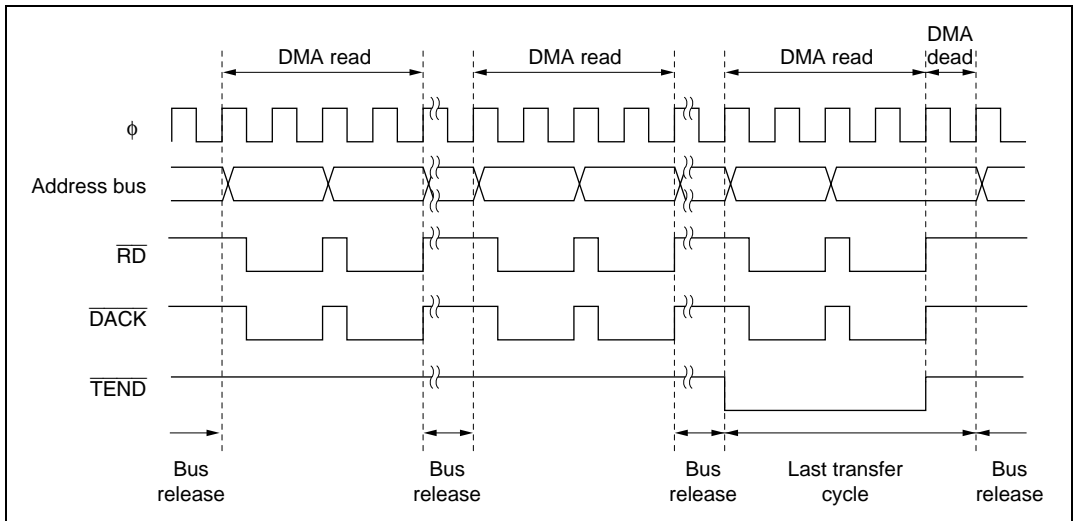 DMA read
DMA read
DMA read
DMA
dead
φ
Address bus
RD
DACK
TEND
Bus
release
Bus
release
Bus
release
Last transfer
cycle
Bus
release